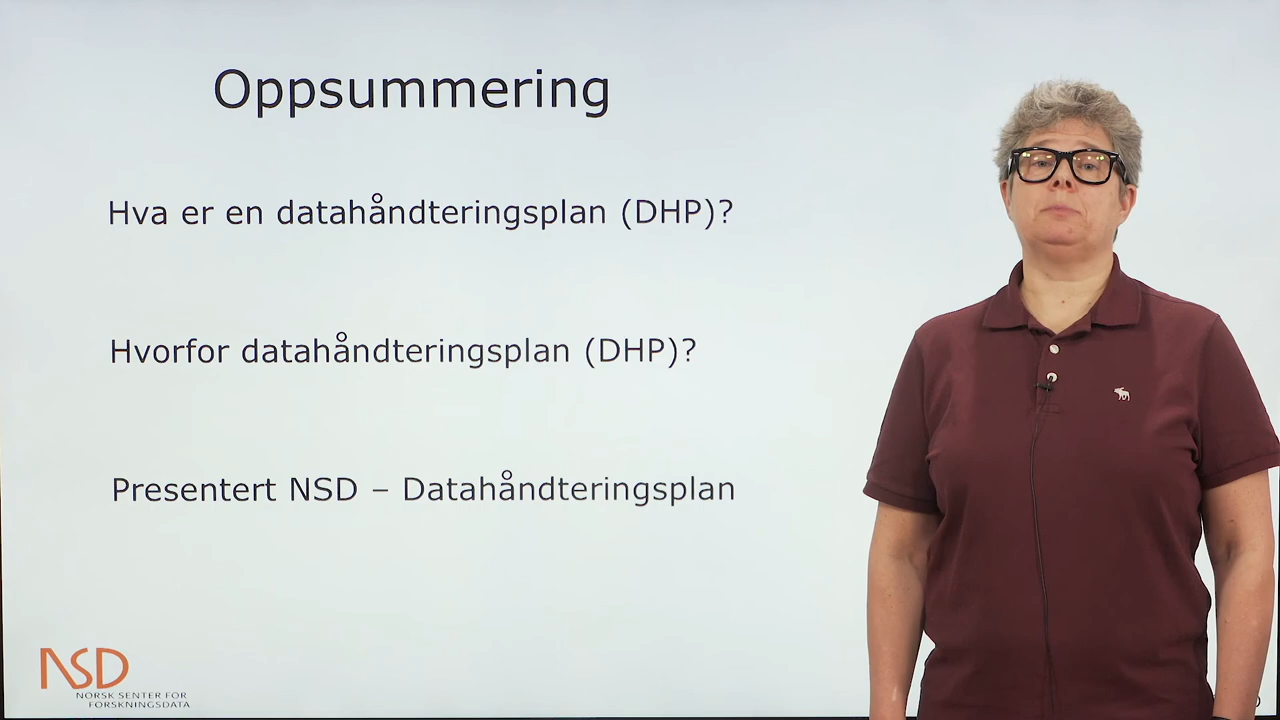 Oppsummering
Hva er en datahåndteringsplan (DHP)?
Hvorfor datahåndteringsplan (DHP)?
Presentert NSD – Datahåndteringsplan
NSD
NORSK SENTER FOR
FORSKNINGSDATA